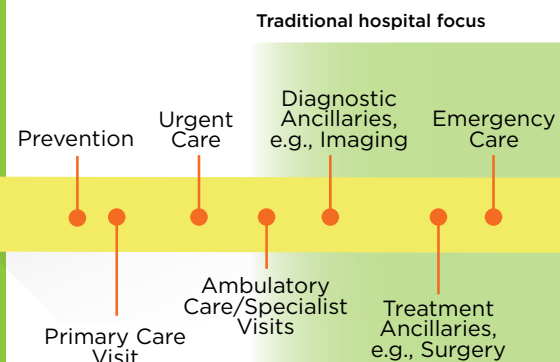 Traditional hospital focus
Prevention
Urgent
Care
Diagnostic
Ancillaries,
e.g., Imaging
Emergency
Care
Primary Care
Visit
Ambulatory
Care/Specialist
Visits
Treatment
Ancillaries,
e.g., Surgery